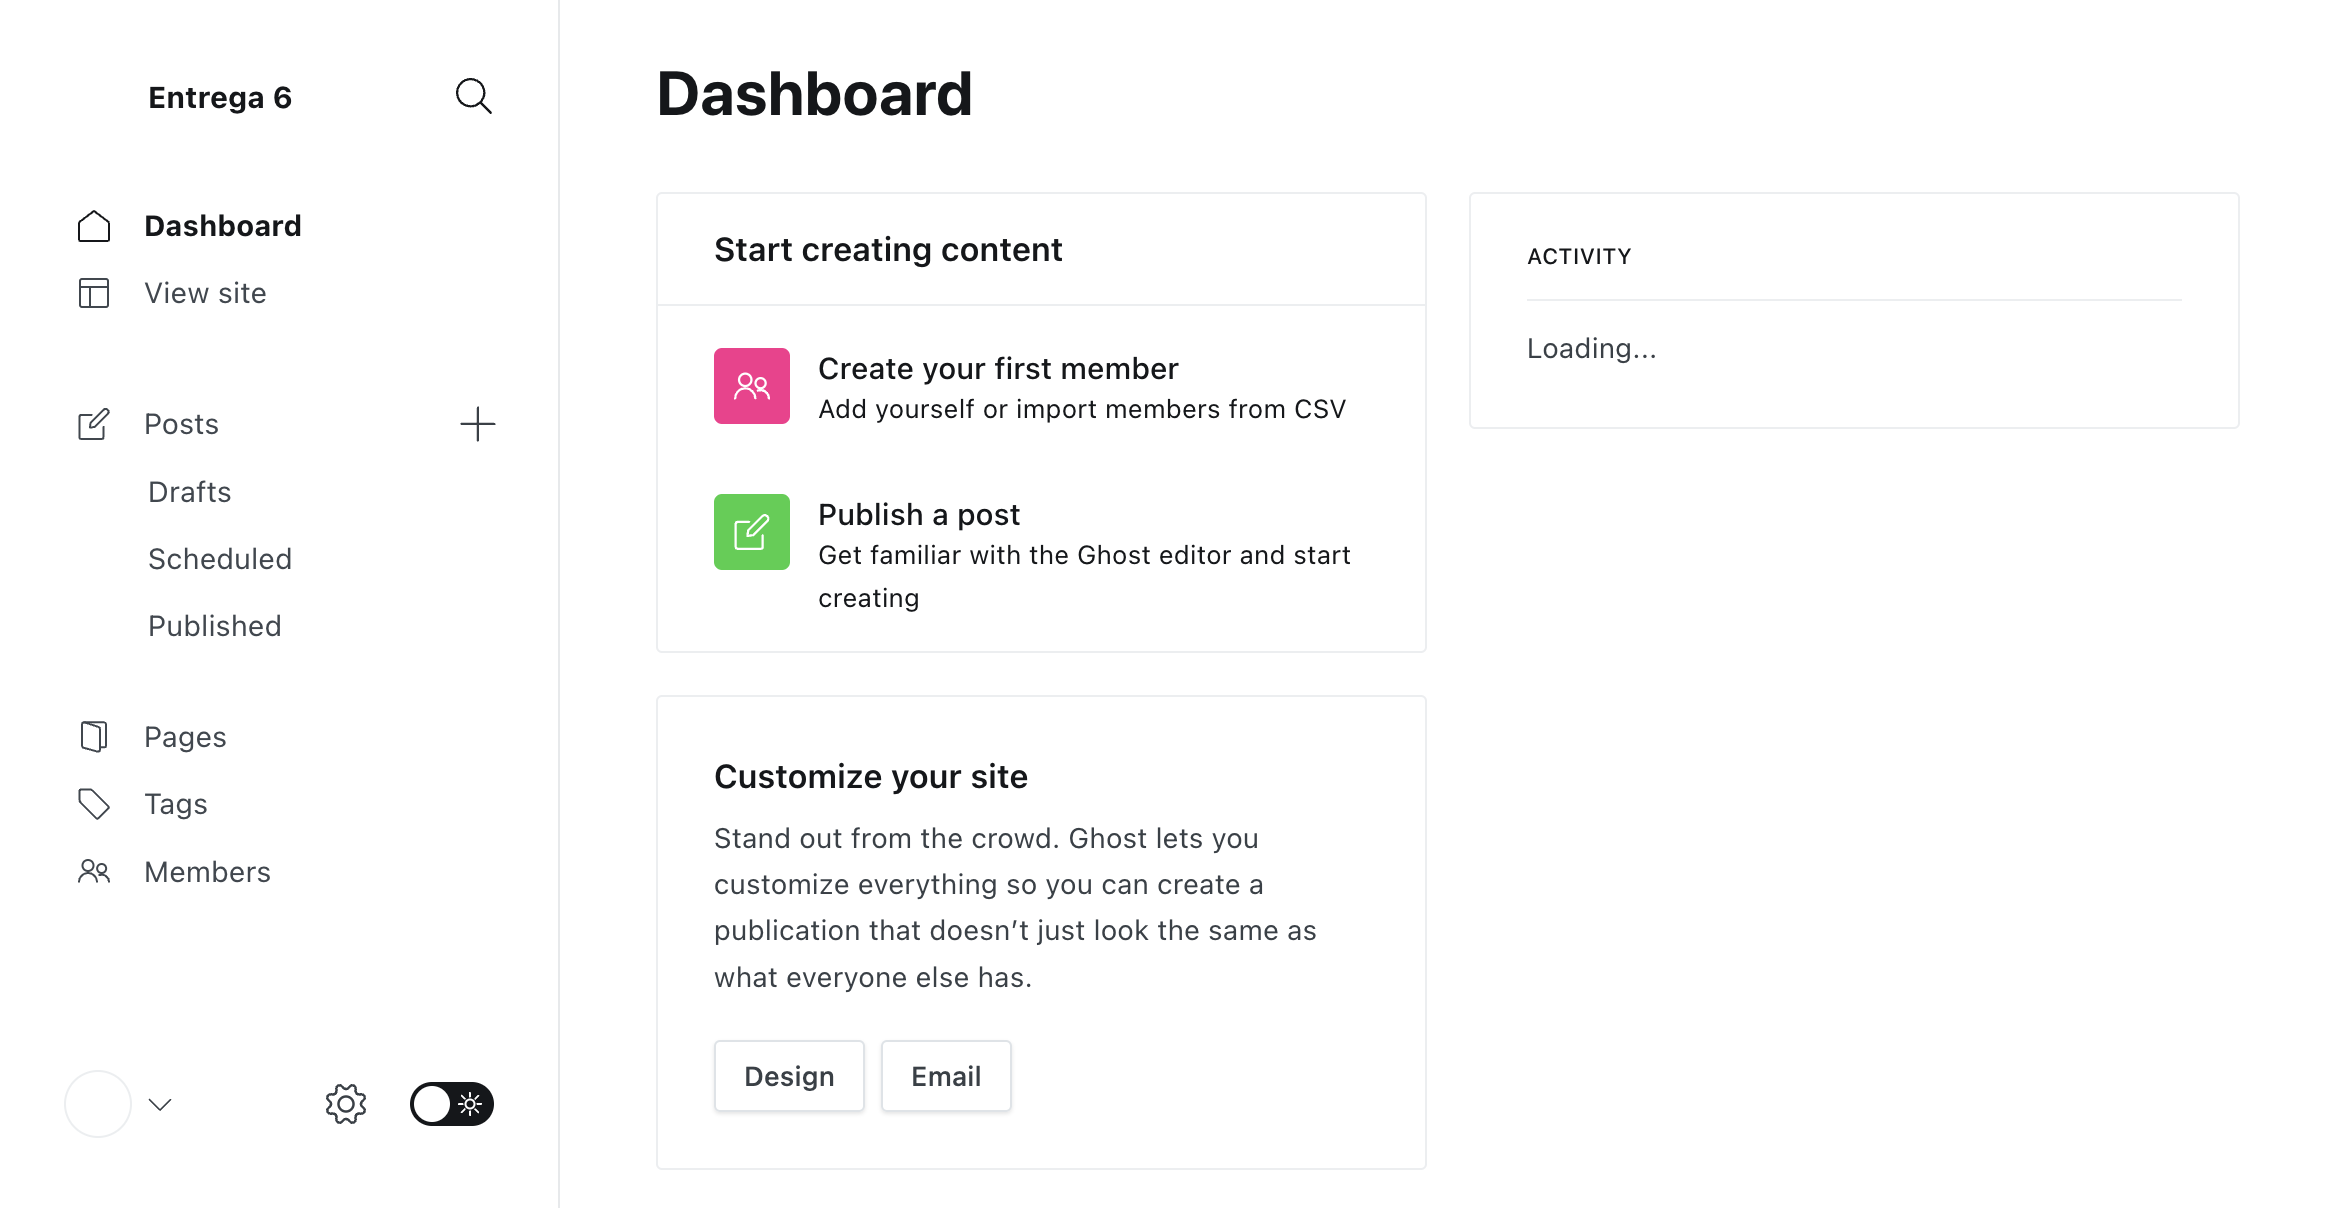 Entrega 6
Dashboard
View site
Posts
Drafts
Scheduled
Published
Pages
Tags
Members
Dashboard
Start creating content
Create your first member
Add yourself or import members from CSV
Publish a post
Get familiar with the Ghost editor and start
creating
Customize your site
Stand out from the crowd. Ghost lets you
customize everything so you can create a
publication that doesn’t just look the same as
what everyone else has.
Design
Email
ACTIVITY
Loading...